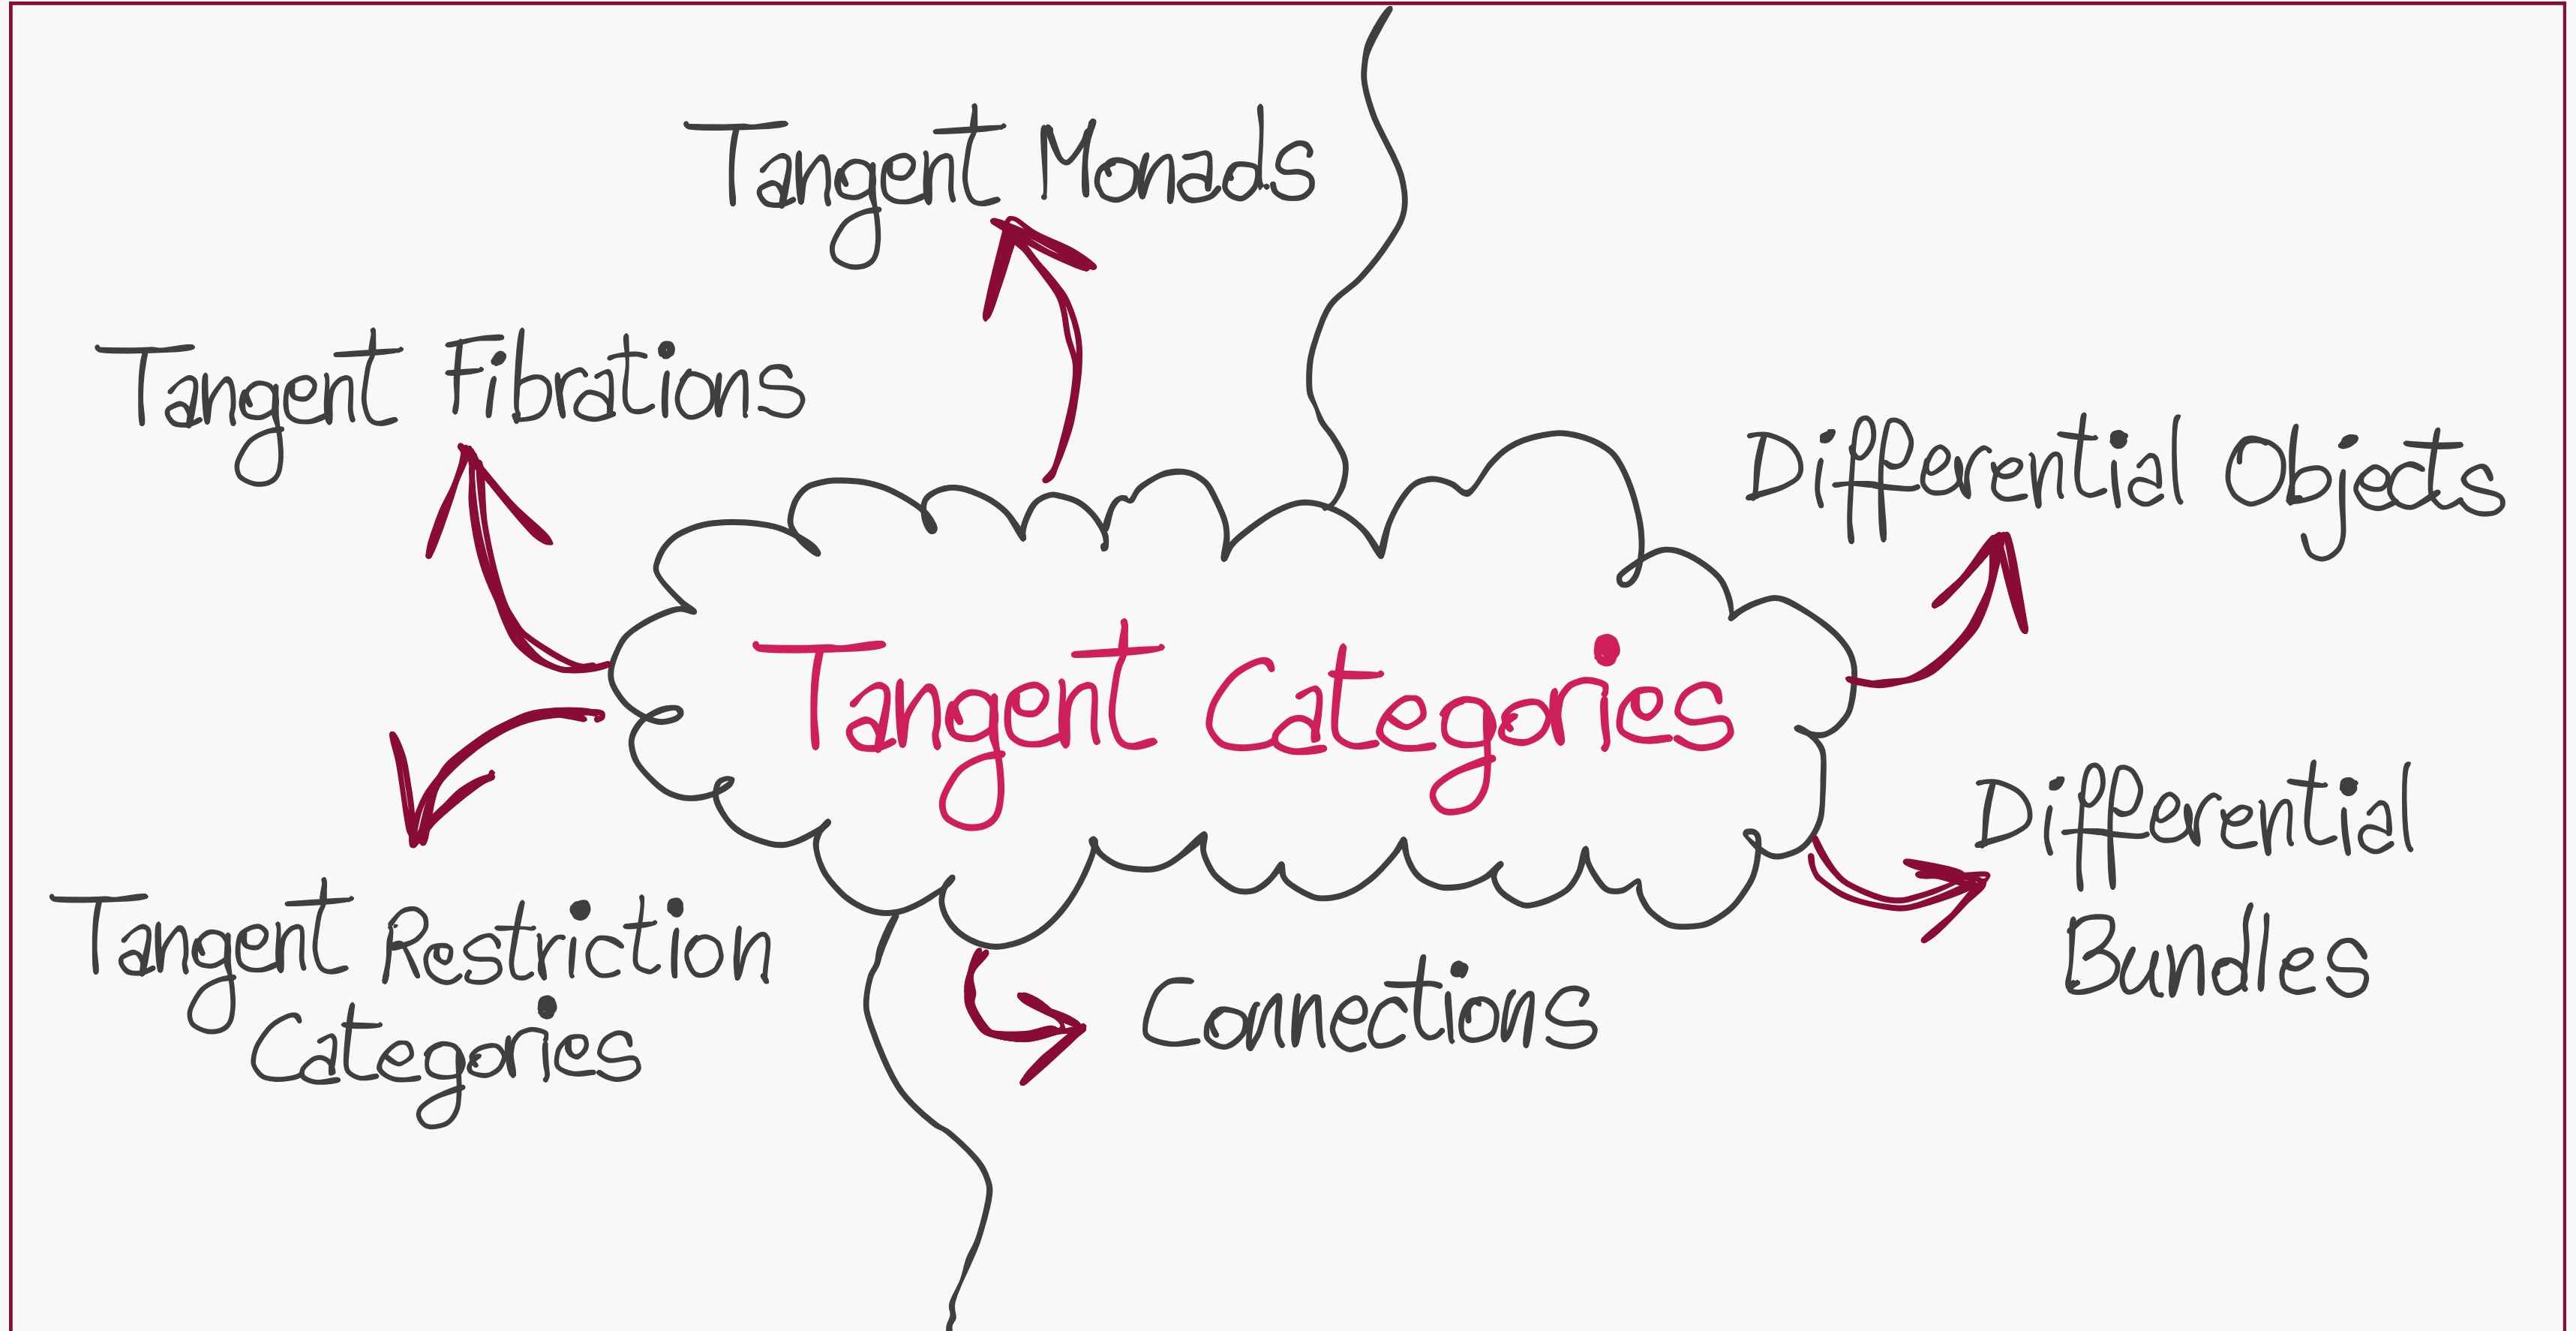 Tangent Monads
Tangent Fibrations
Differential Objects
Tangent Categories
Differential
Bundles
Tangent Restriction
Categories
Connections